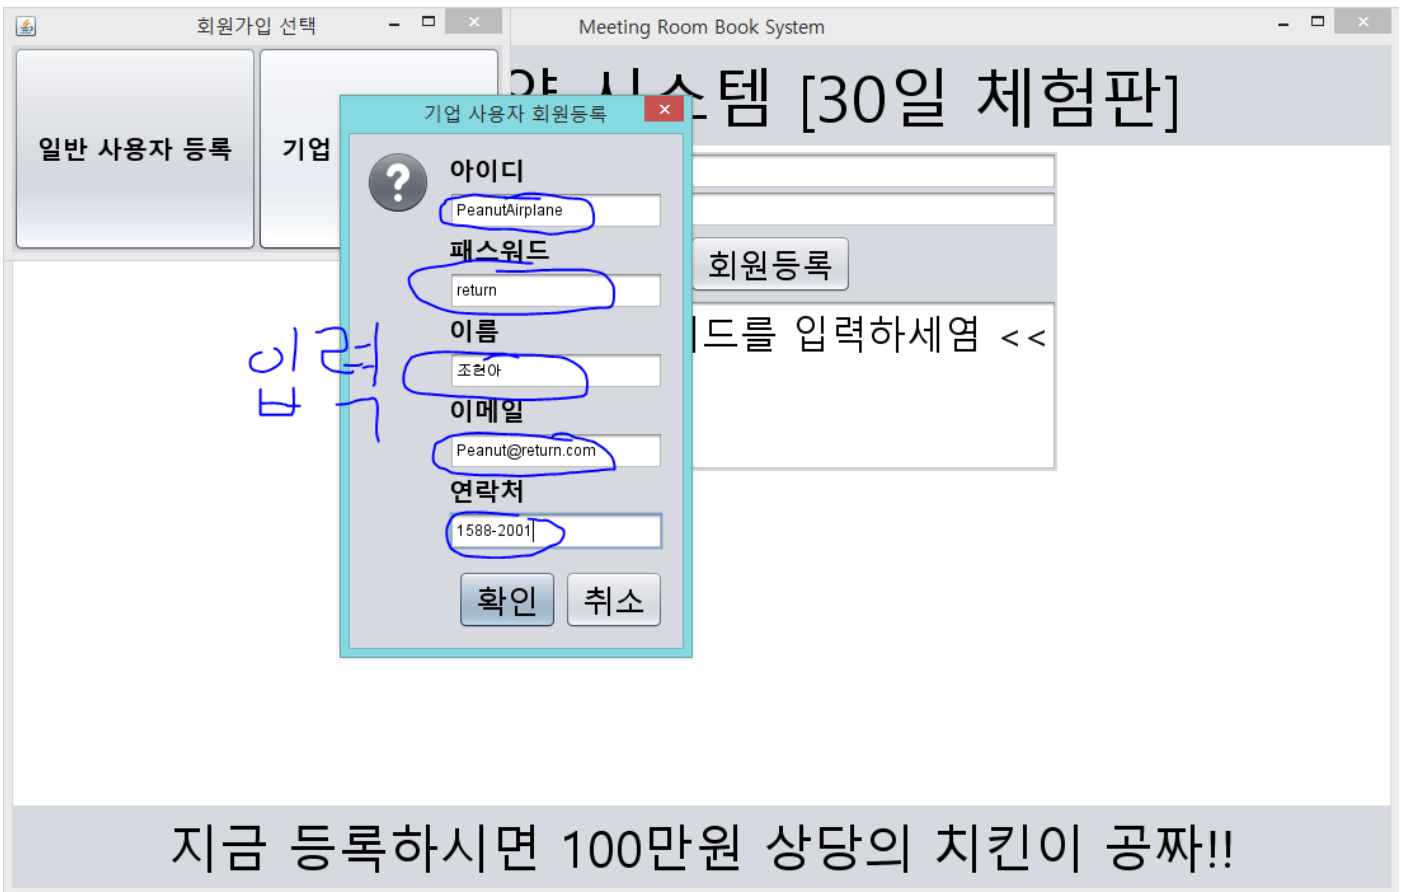 회원가입 선택
Meeting Room Book System
시스템 [30일 체험판]
일반 사용자 등록
기업
기업 사용자 회원등록
아이디
PeanutAirplane
패스워드
return
회원등록
이름
조현아
드를 입력하세염 <<
입력
이메일
Peanut@return.com
연락처
1588-2001
확인
취소
지금 등록하시면 100만원 상당의 치킨이 공짜!!